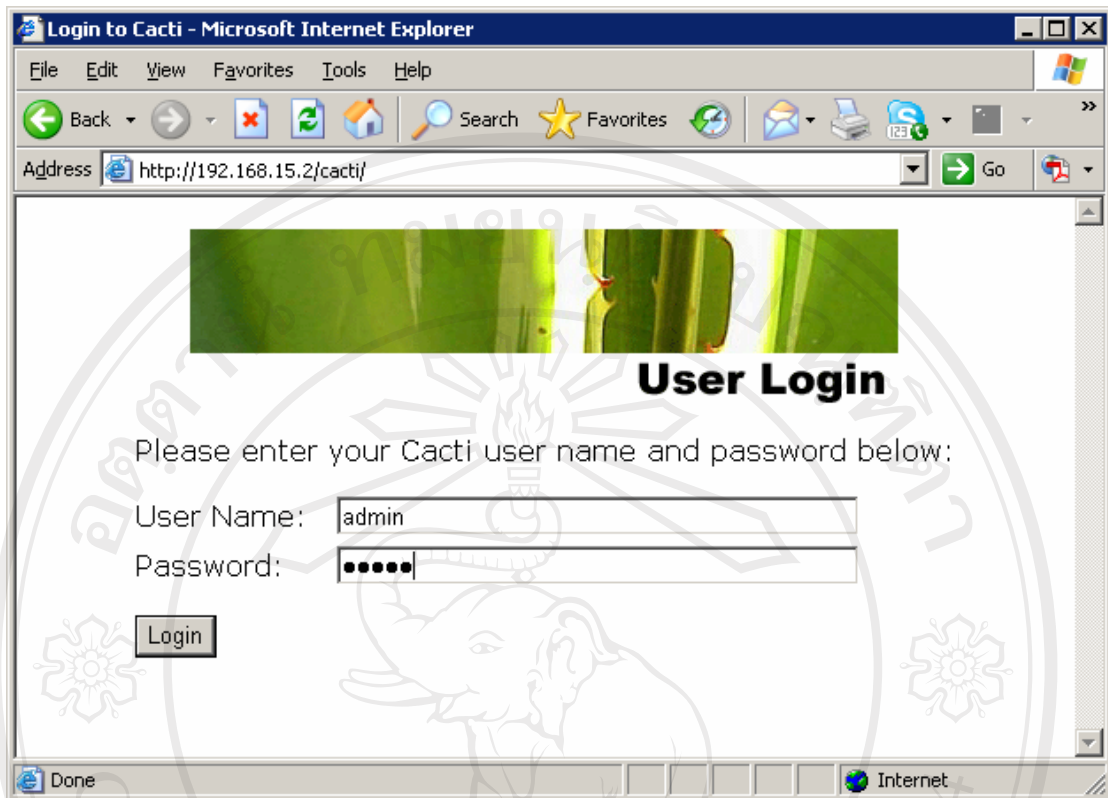 Login to Cacti - Microsoft Internet Explorer
File Edit View Favorites Tools Help
Back Search Favorites 123 »
Address http://192.168.15.2/cacti/ Go
User Login
Please enter your Cacti user name and password below:
User Name: admin
Password: •••••
Login
Done Internet